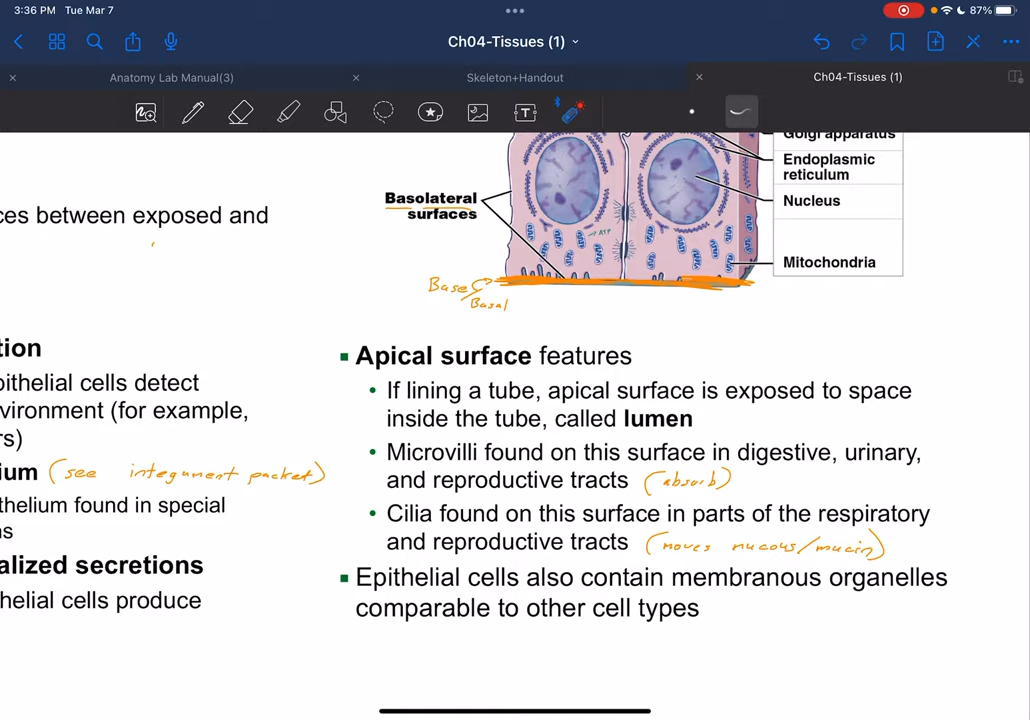 3:36 PM Tue Mar 7
87%
Ch04-Tissues (1)
Anatomy Lab Manual(3)
Skeleton+Handout
Ch04-Tissues (1)
Golgi apparatus
Endoplasmic
reticulum
Nucleus
Mitochondria
Basolateral
surfaces
ATP
Base
Basal
ces between exposed and
tion
pithelial cells detect
vironment (for example,
rs)
ium (see integument packet)
thelium found in special
ns
alized secretions
helial cells produce
Apical surface features
• If lining a tube, apical surface is exposed to space
inside the tube, called lumen
• Microvilli found on this surface in digestive, urinary,
and reproductive tracts (absorb)
• Cilia found on this surface in parts of the respiratory
and reproductive tracts (moves mucous/mucin)
Epithelial cells also contain membranous organelles
comparable to other cell types